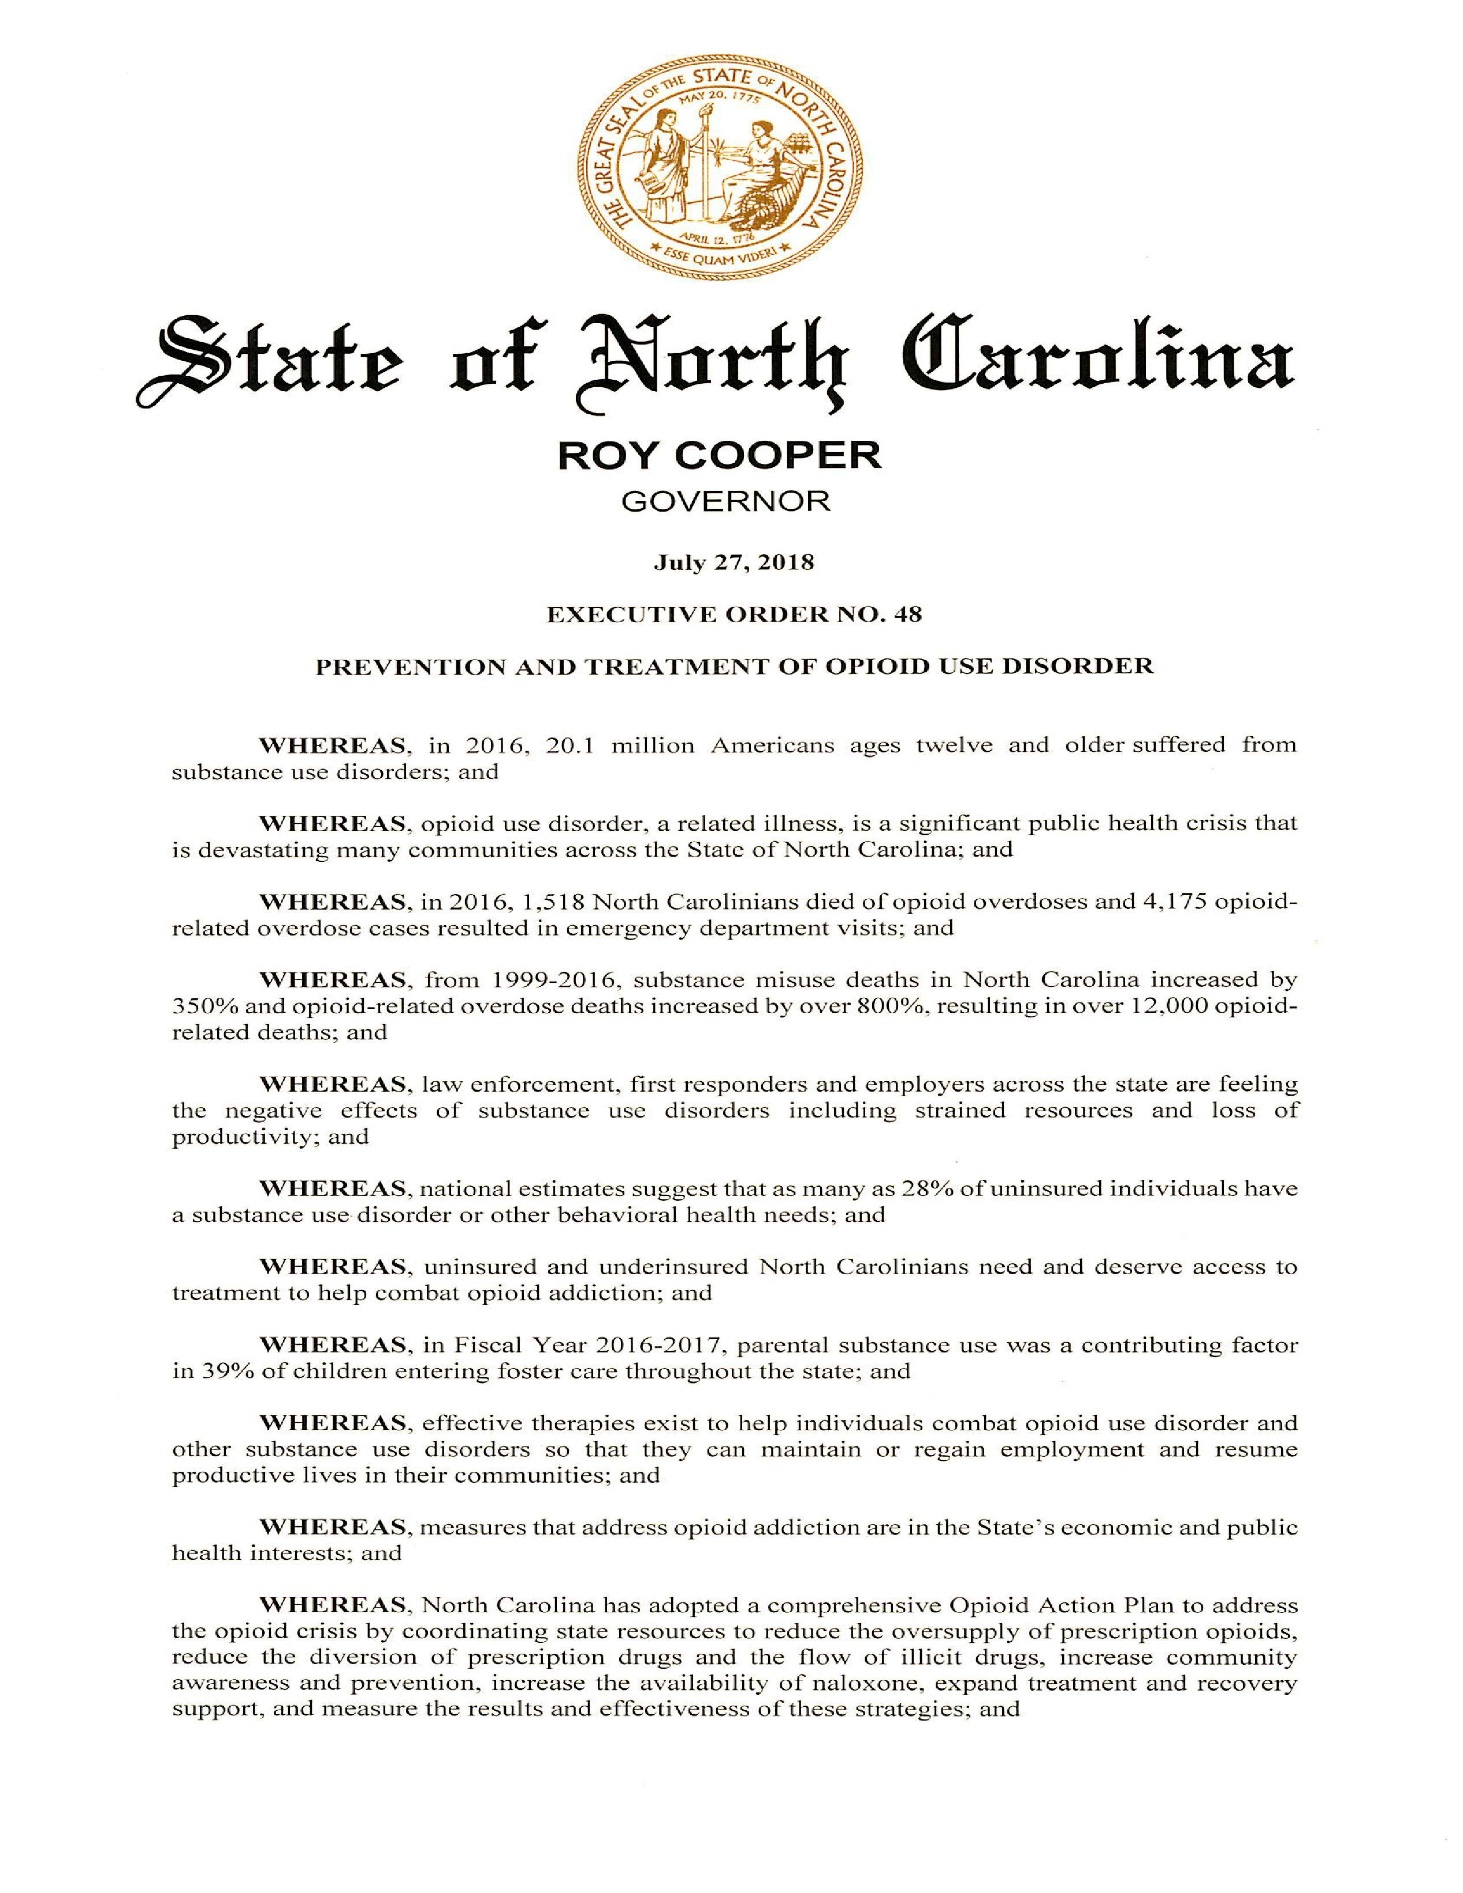 THE GREAT SEAL OF THE STATE OF NORTH CAROLINA
MAY 20, 1775
APRIL 12, 1776
★ ESSE QUAM VIDERI ★
State of North Carolina
ROY COOPER
GOVERNOR
July 27, 2018
EXECUTIVE ORDER NO. 48
PREVENTION AND TREATMENT OF OPIOID USE DISORDER
WHEREAS, in 2016, 20.1 million Americans ages twelve and older suffered from
substance use disorders; and
WHEREAS, opioid use disorder, a related illness, is a significant public health crisis that
is devastating many communities across the State of North Carolina; and
WHEREAS, in 2016, 1,518 North Carolinians died of opioid overdoses and 4,175 opioid-
related overdose cases resulted in emergency department visits; and
WHEREAS, from 1999-2016, substance misuse deaths in North Carolina increased by
350% and opioid-related overdose deaths increased by over 800%, resulting in over 12,000 opioid-
related deaths; and
WHEREAS, law enforcement, first responders and employers across the state are feeling
the negative effects of substance use disorders including strained resources and loss of
productivity; and
WHEREAS, national estimates suggest that as many as 28% of uninsured individuals have
a substance use disorder or other behavioral health needs; and
WHEREAS, uninsured and underinsured North Carolinians need and deserve access to
treatment to help combat opioid addiction; and
WHEREAS, in Fiscal Year 2016-2017, parental substance use was a contributing factor
in 39% of children entering foster care throughout the state; and
WHEREAS, effective therapies exist to help individuals combat opioid use disorder and
other substance use disorders so that they can maintain or regain employment and resume
productive lives in their communities; and
WHEREAS, measures that address opioid addiction are in the State's economic and public
health interests; and
WHEREAS, North Carolina has adopted a comprehensive Opioid Action Plan to address
the opioid crisis by coordinating state resources to reduce the oversupply of prescription opioids,
reduce the diversion of prescription drugs and the flow of illicit drugs, increase community
awareness and prevention, increase the availability of naloxone, expand treatment and recovery
support, and measure the results and effectiveness of these strategies; and